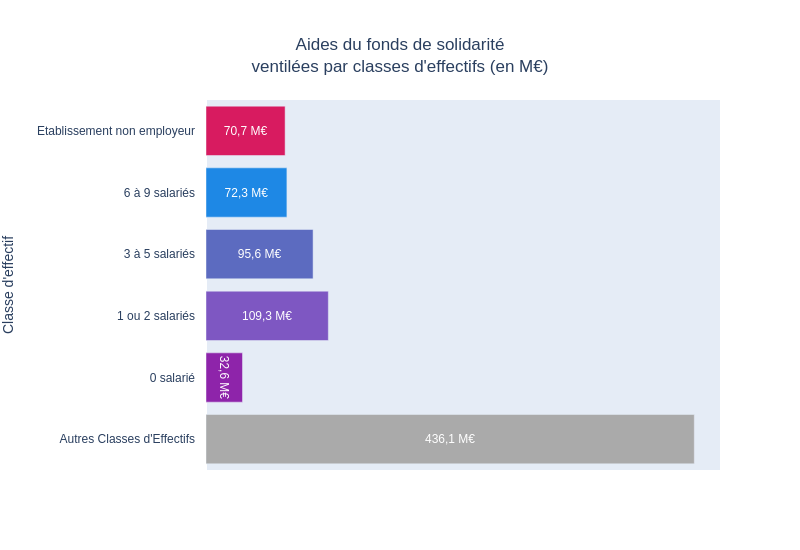 Aides du fonds de solidarité
ventilées par classes d'effectifs (en M€)
Classe d'effectif
Etablissement non employeur
70,7 M€
6 à 9 salariés
72,3 M€
3 à 5 salariés
95,6 M€
1 ou 2 salariés
109,3 M€
0 salarié
32,6 M€
Autres Classes d'Effectifs
436,1 M€